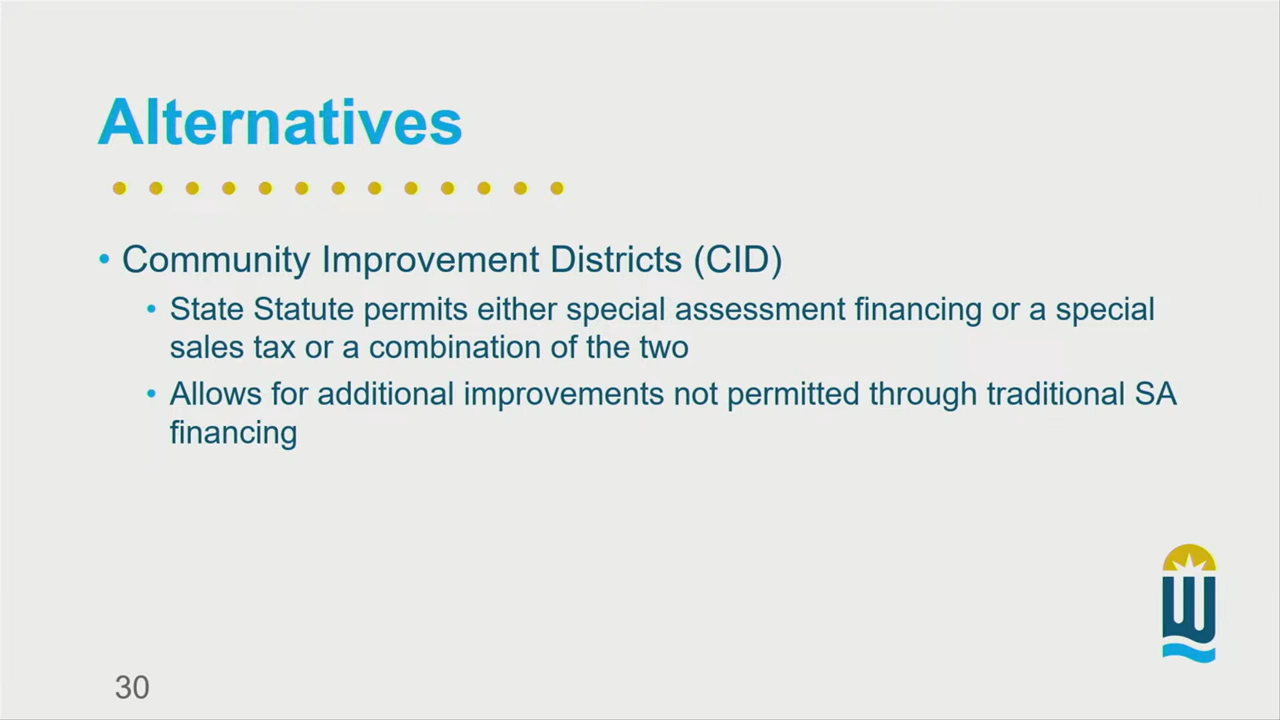 Alternatives
• Community Improvement Districts (CID)
• State Statute permits either special assessment financing or a special
sales tax or a combination of the two
• Allows for additional improvements not permitted through traditional SA
financing
W
30